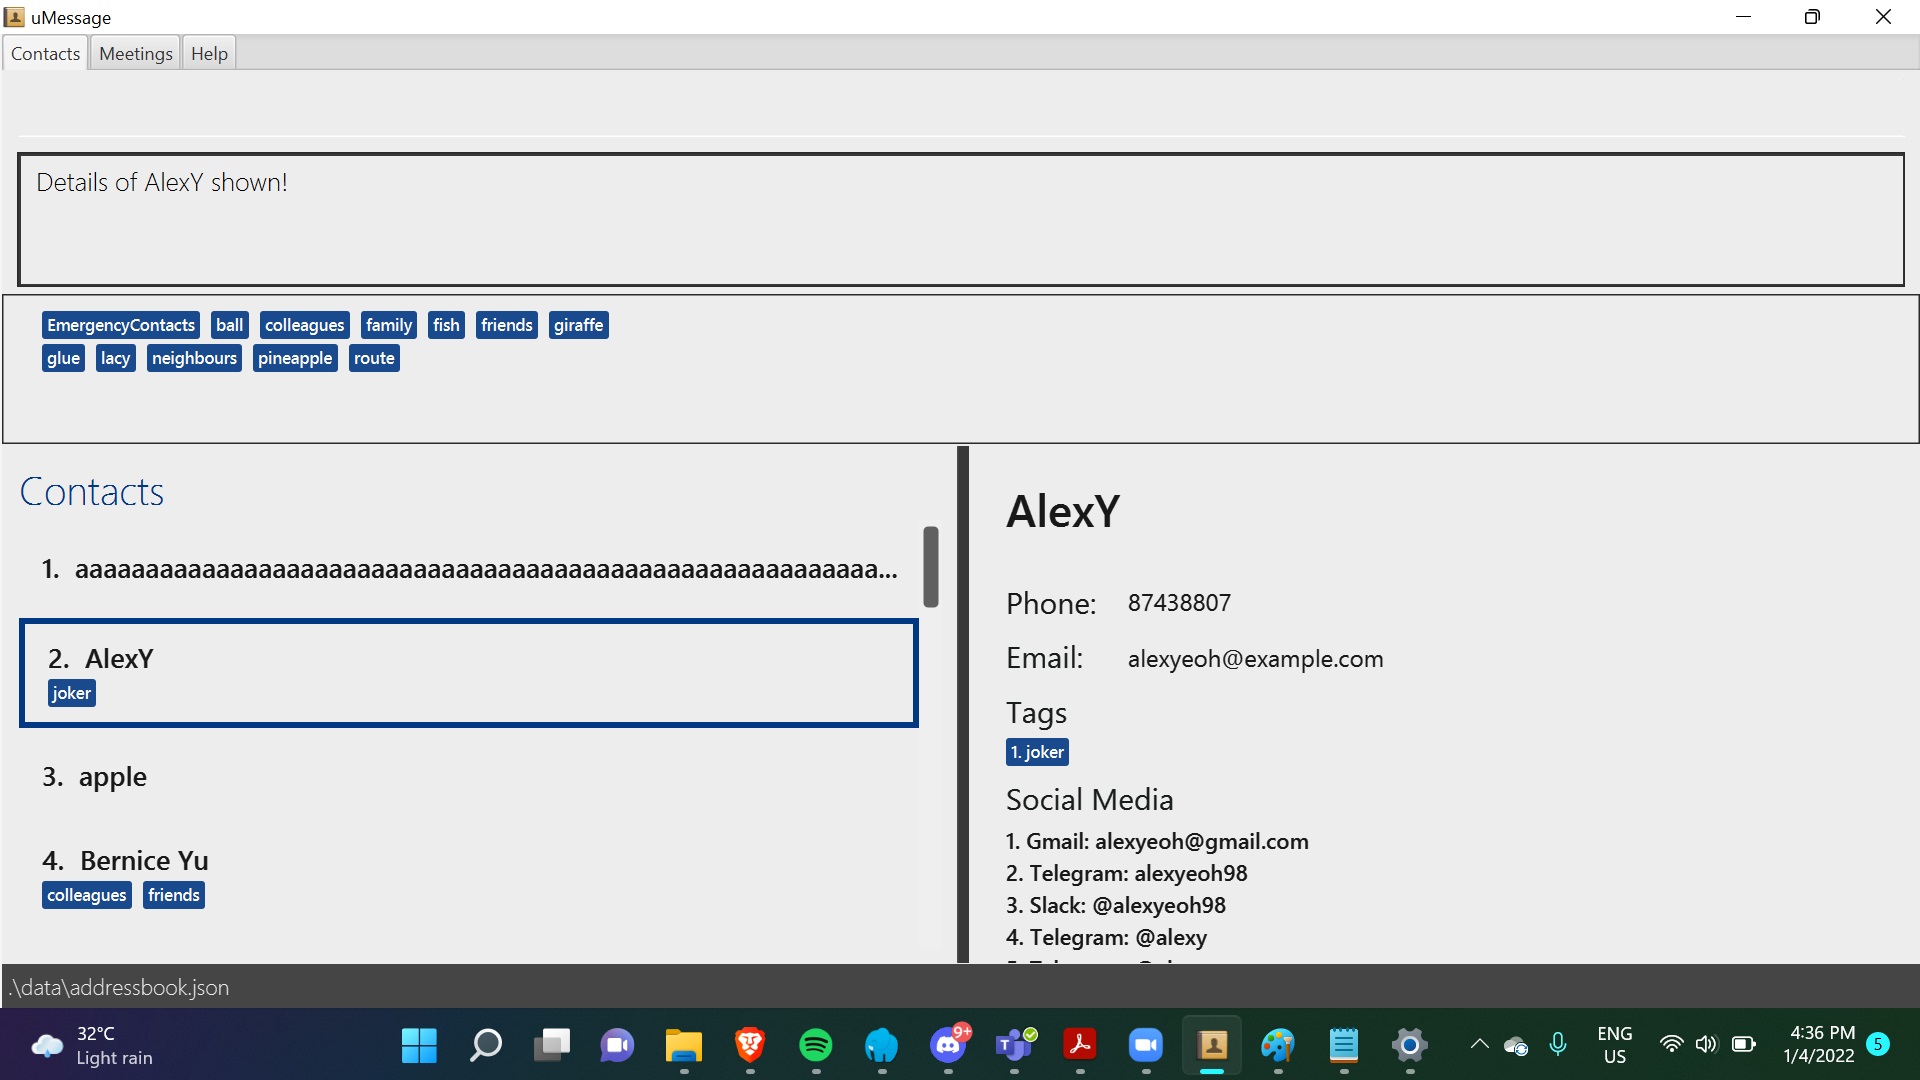 uMessage
Contacts Meetings Help
Details of AlexY shown!
EmergencyContacts ball colleagues family fish friends giraffe
glue lacy neighbours pineapple route
Contacts
1. aaaaaaaaaaaaaaaaaaaaaaaaaaaaaaaaaaaaaaaaaaaaaaaaaaaaaaaaa...
2. AlexY
joker
3. apple
4. Bernice Yu
colleagues friends
AlexY
Phone: 87438807
Email: alexyeoh@example.com
Tags
1. joker
Social Media
1. Gmail: alexyeoh@gmail.com
2. Telegram: alexyeoh98
3. Slack: @alexyeoh98
4. Telegram: @alexy
.\data\addressbook.json
32°C
Light rain
9+
ENG
US
4:36 PM
1/4/2022
5